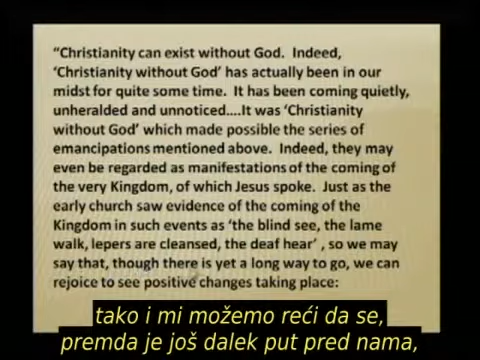 “Christianity can exist without God.  Indeed,
‘Christianity without God’ has actually been in our
midst for quite some time.  It has been coming quietly,
unheralded and unnoticed....It was ‘Christianity
without God’ which made possible the series of
emancipations mentioned above.  Indeed, they may
even be regarded as manifestations of the coming of
the very Kingdom, of which Jesus spoke.  Just as the
early church saw evidence of the coming of the
Kingdom in such events as ‘the blind see, the lame
walk, lepers are cleansed, the deaf hear’ , so we may
say that, though there is yet a long way to go, we can
rejoice to see positive changes taking place:
tako i mi možemo reći da se,
premda je još dalek put pred nama,